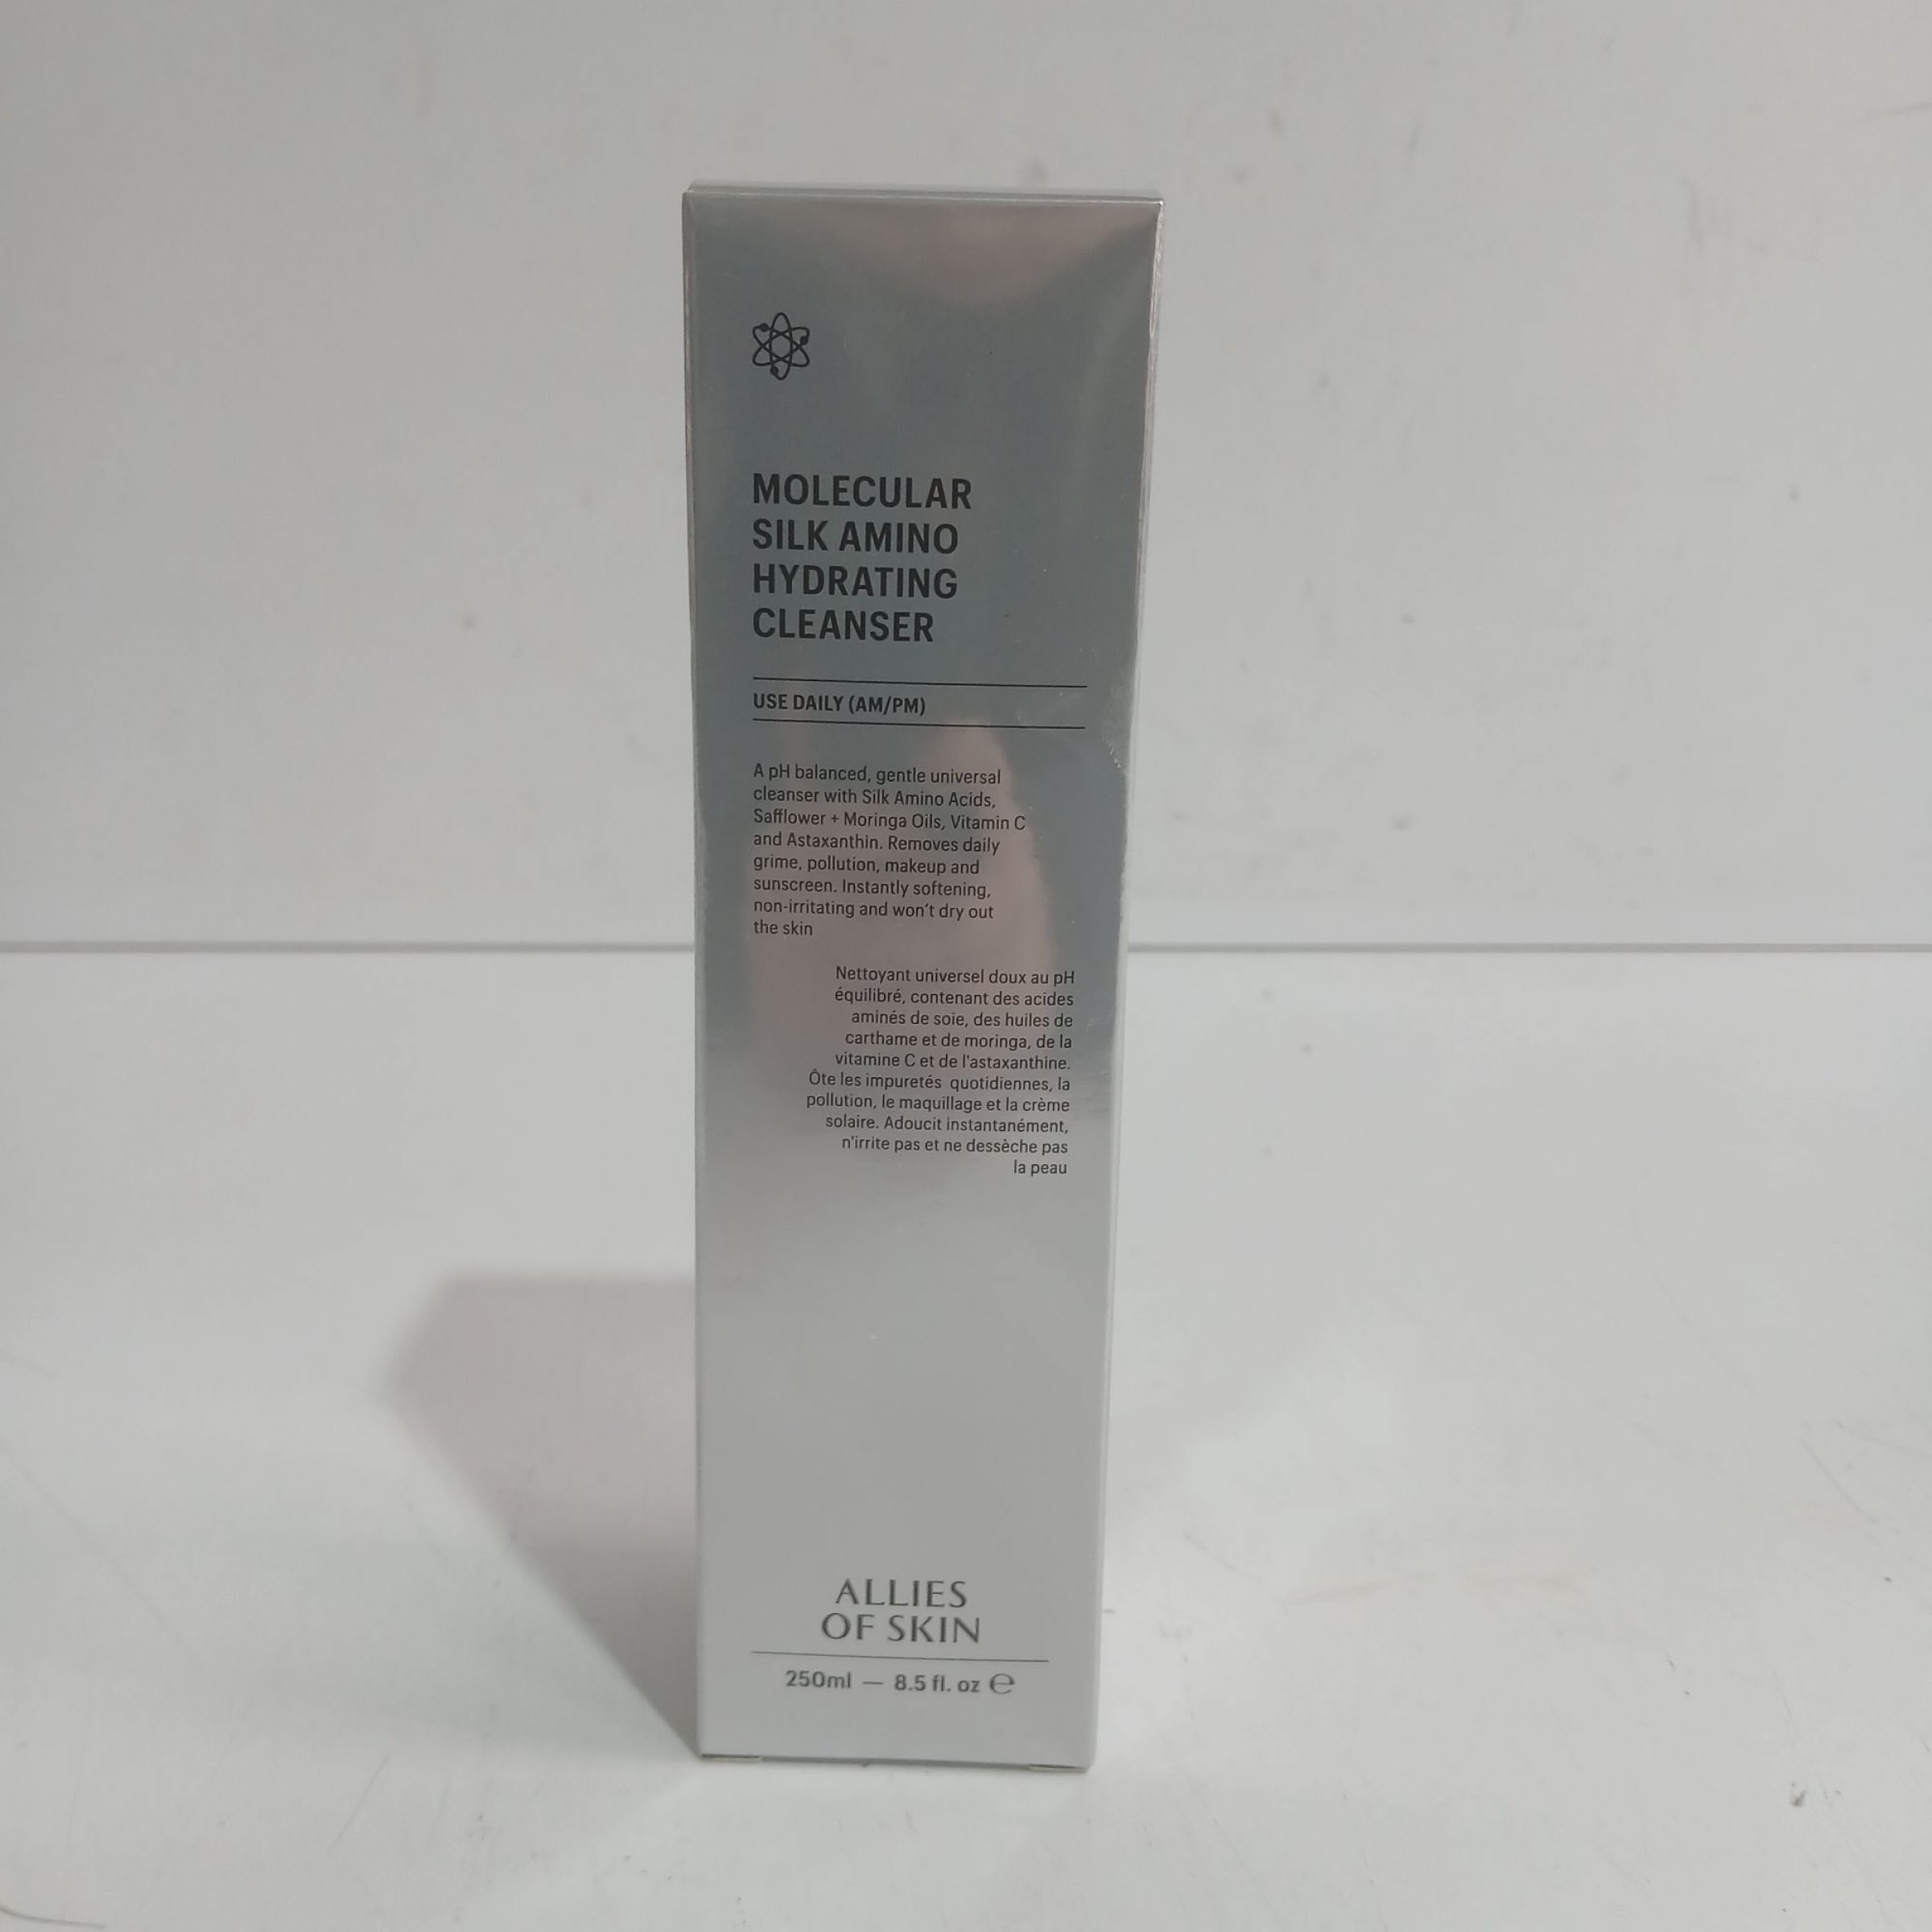 MOLECULAR
SILK AMINO
HYDRATING
CLEANSER
USE DAILY (AM/PM)
A pH balanced, gentle universal
cleanser with Silk Amino Acids,
Safflower + Moringa Oils, Vitamin C
and Astaxanthin. Removes daily
grime, pollution, makeup and
sunscreen. Instantly softening,
non-irritating and won't dry out
the skin
Nettoyant universel doux au pH
équilibré, contenant des acides
aminés de soie, des huiles de
carthame et de moringa, de la
vitamine C et de l'astaxanthine.
Ôte les impuretés quotidiennes, la
pollution, le maquillage et la crème
solaire. Adoucit instantanément,
n'irrite pas et ne dessèche pas
la peau
ALLIES
OF SKIN
250ml — 8.5 fl. oz ℮